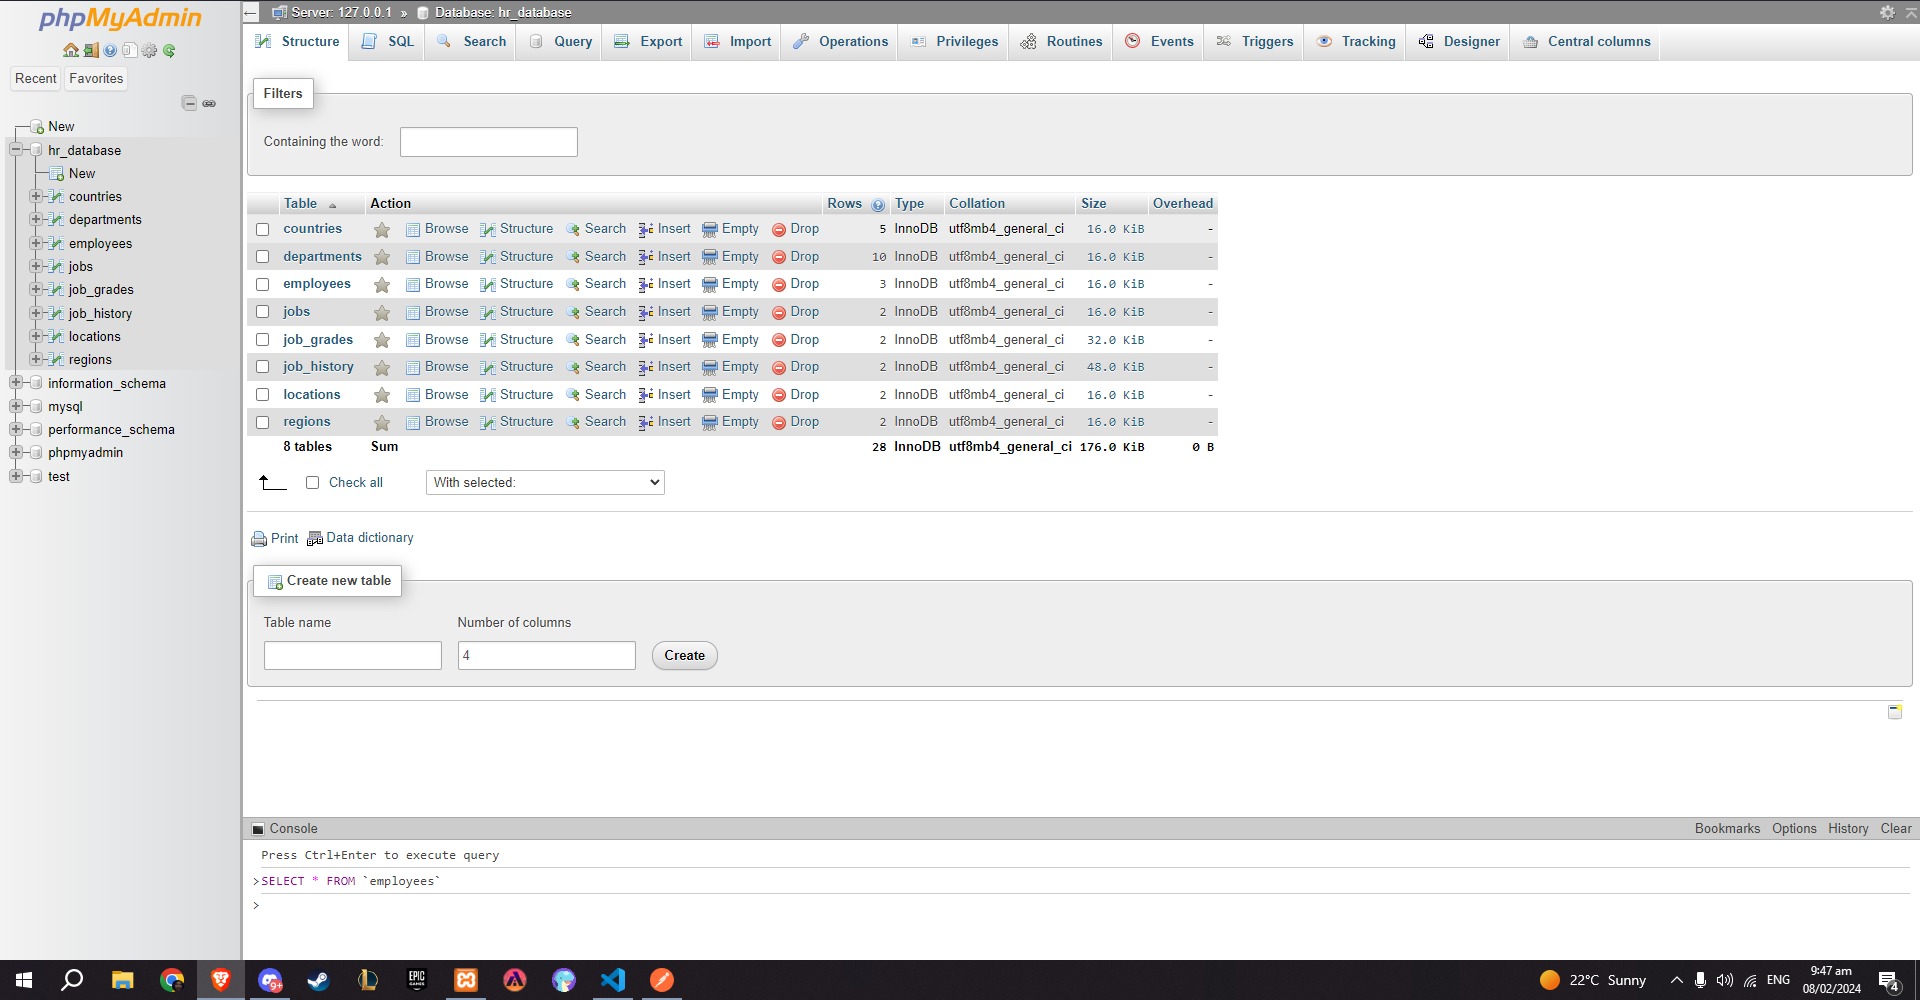 phpMyAdmin
Recent Favorites
New
hr_database
New
countries
departments
employees
jobs
job_grades
job_history
locations
regions
information_schema
mysql
performance_schema
phpmyadmin
test
Server: 127.0.0.1 » Database: hr_database
Structure SQL Search Query Export Import Operations Privileges Routines Events Triggers Tracking Designer Central columns
Filters
Containing the word:
Table Action Rows Type Collation Size Overhead
countries Browse Structure Search Insert Empty Drop 5 InnoDB utf8mb4_general_ci 16.0 KiB -
departments Browse Structure Search Insert Empty Drop 10 InnoDB utf8mb4_general_ci 16.0 KiB -
employees Browse Structure Search Insert Empty Drop 3 InnoDB utf8mb4_general_ci 16.0 KiB -
jobs Browse Structure Search Insert Empty Drop 2 InnoDB utf8mb4_general_ci 16.0 KiB -
job_grades Browse Structure Search Insert Empty Drop 2 InnoDB utf8mb4_general_ci 32.0 KiB -
job_history Browse Structure Search Insert Empty Drop 2 InnoDB utf8mb4_general_ci 48.0 KiB -
locations Browse Structure Search Insert Empty Drop 2 InnoDB utf8mb4_general_ci 16.0 KiB -
regions Browse Structure Search Insert Empty Drop 2 InnoDB utf8mb4_general_ci 16.0 KiB -
8 tables Sum 28 InnoDB utf8mb4_general_ci 176.0 KiB 0 B
Check all With selected:
Print Data dictionary
Create new table
Table name Number of columns
4 Create
Console Bookmarks Options History Clear
Press Ctrl+Enter to execute query
>SELECT * FROM `employees`
>
9+ EPIC GAMES 22°C Sunny ENG 9:47 am
08/02/2024 4